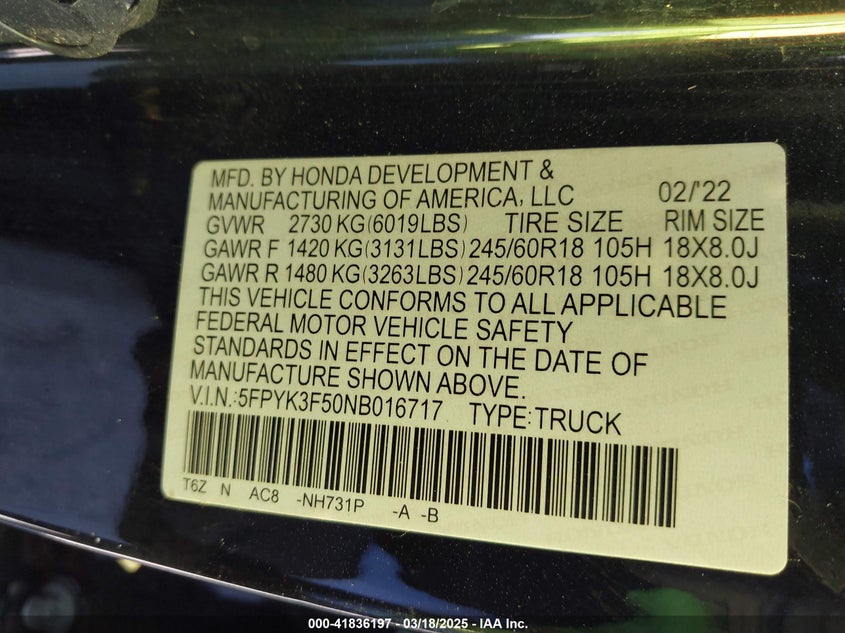 MFD. BY HONDA DEVELOPMENT &
MANUFACTURING OF AMERICA, LLC 02/'22
GVWR 2730 KG(6019LBS) TIRE SIZE RIM SIZE
GAWR F 1420 KG(3131LBS) 245/60R18 105H 18X8.0J
GAWR R 1480 KG(3263LBS) 245/60R18 105H 18X8.0J
THIS VEHICLE CONFORMS TO ALL APPLICABLE
FEDERAL MOTOR VEHICLE SAFETY
STANDARDS IN EFFECT ON THE DATE OF
MANUFACTURE SHOWN ABOVE.
V.I.N.:5FPYK3F50NB016717 TYPE:TRUCK
T6Z N AC8 -NH731P -A -B
000-41836197 - 03/18/2025 - IAA Inc.